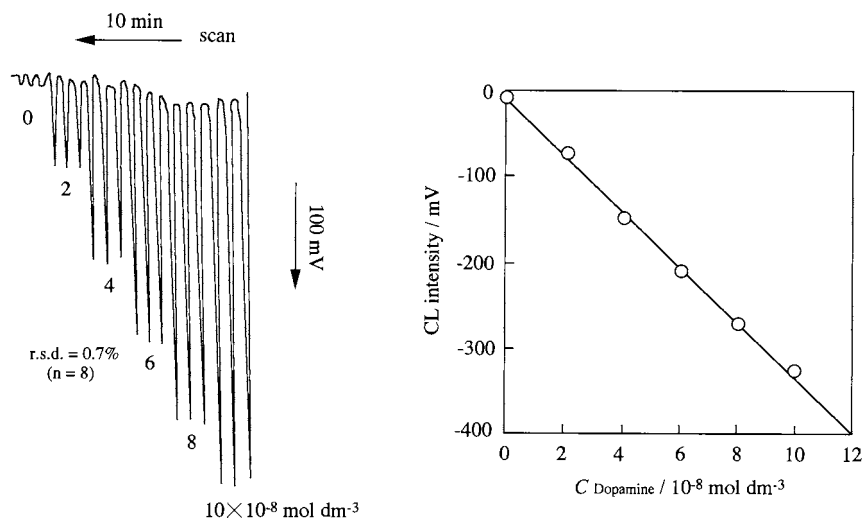 10 min
scan
0
2
4
6
8
10×10⁻⁸ mol dm⁻³
r.s.d. = 0.7%
(n = 8)
100 mV
0
-100
-200
-300
-400
CL intensity / mV
0 2 4 6 8 10 12
C Dopamine / 10⁻⁸ mol dm⁻³